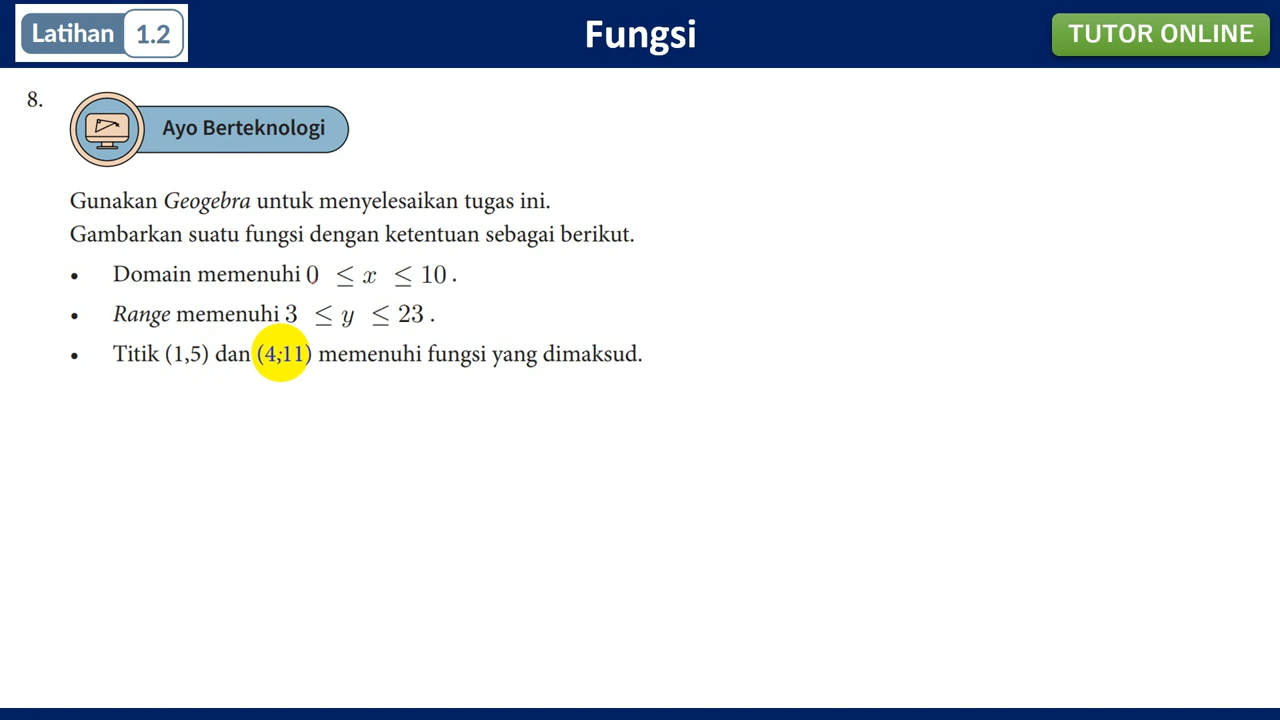 Latihan 1.2
Fungsi
TUTOR ONLINE
8.
Ayo Berteknologi
Gunakan Geogebra untuk menyelesaikan tugas ini.
Gambarkan suatu fungsi dengan ketentuan sebagai berikut.
• Domain memenuhi 0 ≤ x ≤ 10.
• Range memenuhi 3 ≤ y ≤ 23.
• Titik (1,5) dan (4;11) memenuhi fungsi yang dimaksud.